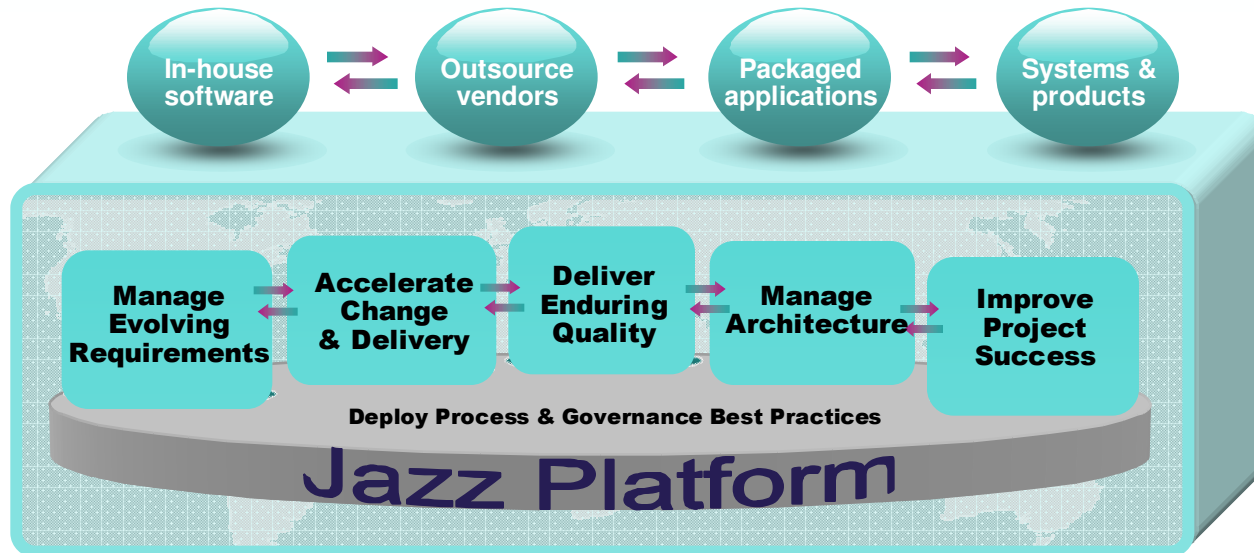 In-house
software
Outsource
vendors
Packaged
applications
Systems &
products
Manage
Evolving
Requirements
Accelerate
Change
& Delivery
Deliver
Enduring
Quality
Manage
Architecture
Improve
Project
Success
Deploy Process & Governance Best Practices
Jazz Platform